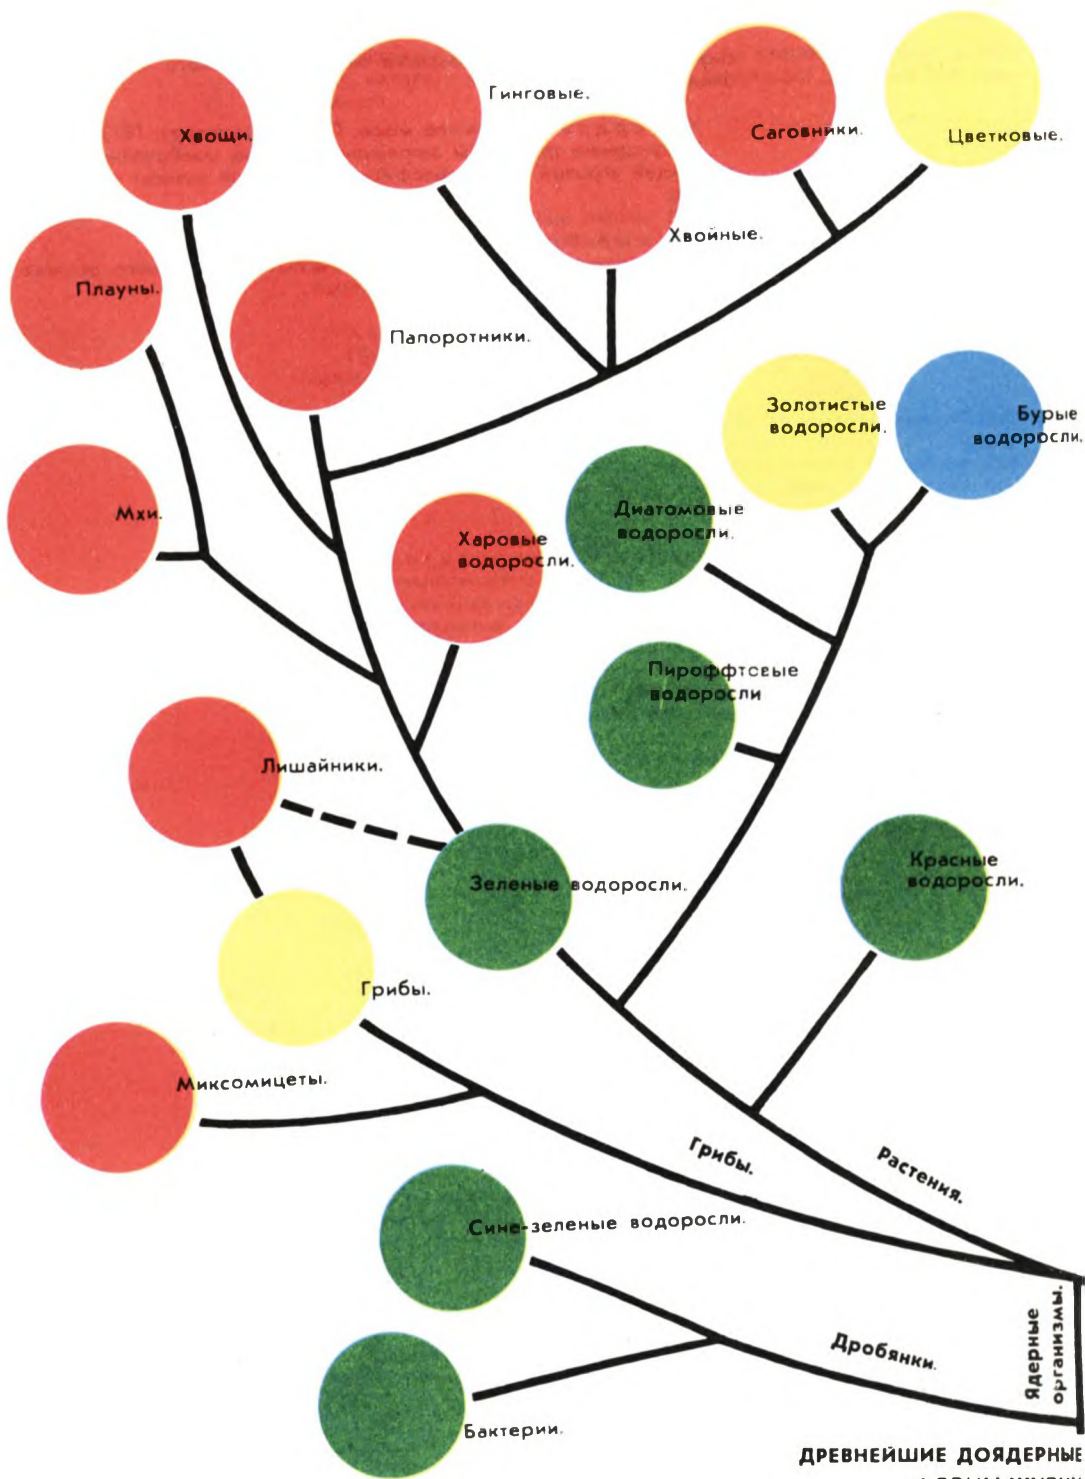 Гинговые.
Хвощи.
Саговники.
Цветковые.
Хвойные.
Плауны.
Папоротники.
Золотистые
водоросли.
Бурые
водоросли.
Диатомовые
водоросли.
Мхи.
Харовые
водоросли.
Пироффтсвые
водоросли
Лишайники.
Зеленые водоросли.
Красные
водоросли.
Грибы.
Миксомицеты.
Грибы.
Растения.
Сине-зеленые водоросли.
Дробянки.
Ядерные
организмы.
Бактерии.
ДРЕВНЕЙШИЕ ДОЯДЕРНЫЕ